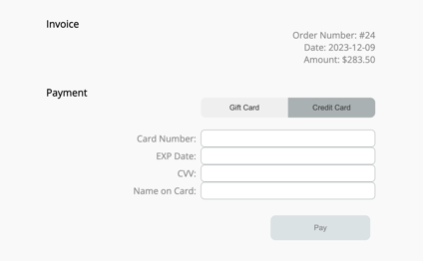 Invoice
Order Number: #24
Date: 2023-12-09
Amount: $283.50
Payment
Gift Card Credit Card
Card Number:
EXP Date:
CVV:
Name on Card:
Pay